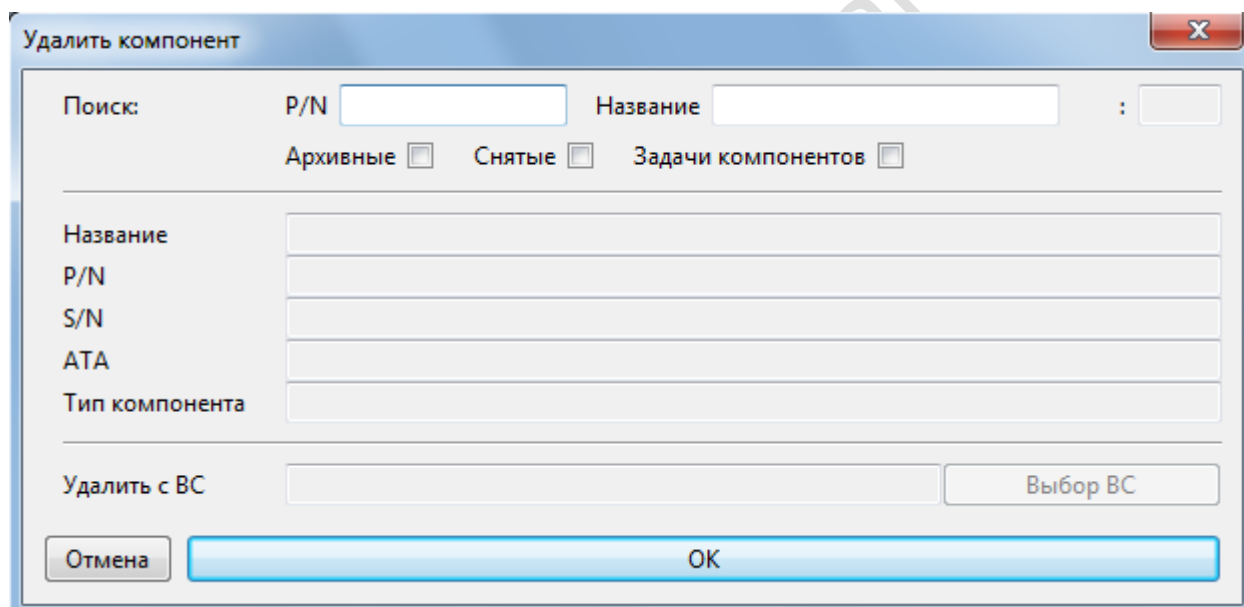 Удалить компонент
Поиск: P/N Название :
Архивные Снятые Задачи компонентов
Название
P/N
S/N
ATA
Тип компонента
Удалить с ВС Выбор ВС
Отмена OK